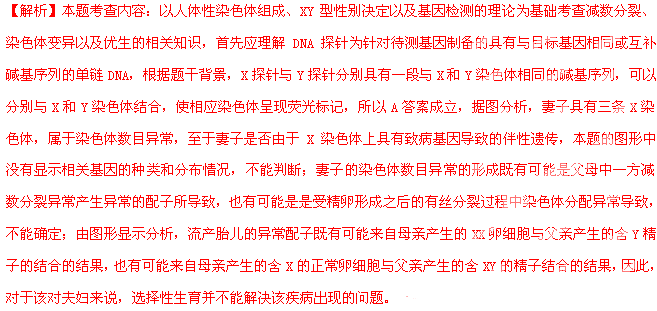 【解析】本题考查内容：以人体性染色体组成、XY 型性别决定以及基因检测的理论为基础考查减数分裂、
染色体变异以及优生的相关知识，首先应理解 DNA 探针为针对待测基因制备的具有与目标基因相同或互补
碱基序列的单链DNA，根据题干背景，X探针与Y探针分别具有一段与X和Y染色体相同的碱基序列，可以
分别与X和Y染色体结合，使相应染色体呈现荧光标记，所以A答案成立，据图分析，妻子具有三条 X染
色体，属于染色体数目异常，至于妻子是否由于 X 染色体上具有致病基因导致的伴性遗传，本题的图形中
没有显示相关基因的种类和分布情况，不能判断；妻子的染色体数目异常的形成既有可能是父母中一方减
数分裂异常产生异常的配子所导致，也有可能是是受精卵形成之后的有丝分裂过程中染色体分配异常导致，
不能确定；由图形显示分析，流产胎儿的异常配子既有可能来自母亲产生的 XX 卵细胞与父亲产生的含Y精
子的结合的结果，也有可能来自母亲产生的含X的正常卵细胞与父亲产生的含XY的精子结合的结果，因此，
对于该对夫妇来说，选择性生育并不能解决该疾病出现的问题。